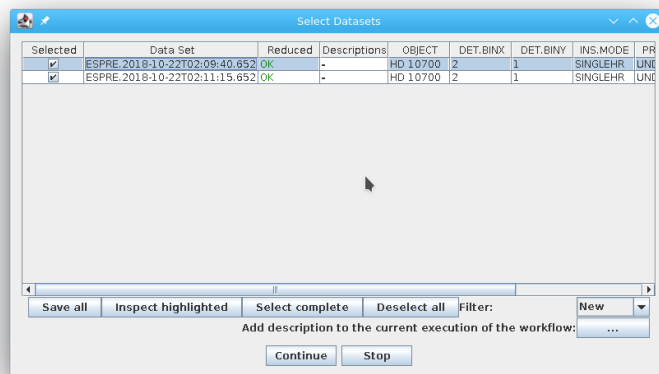 Select Datasets
Selected Data Set Reduced Descriptions OBJECT DET.BINX DET.BINY INS.MODE PR
ESPRE.2018-10-22T02:09:40.652 OK - HD 10700 2 1 SINGLEHR UND
ESPRE.2018-10-22T02:11:15.652 OK - HD 10700 2 1 SINGLEHR UND
Save all Inspect highlighted Select complete Deselect all Filter: New
Add description to the current execution of the workflow: ...
Continue Stop